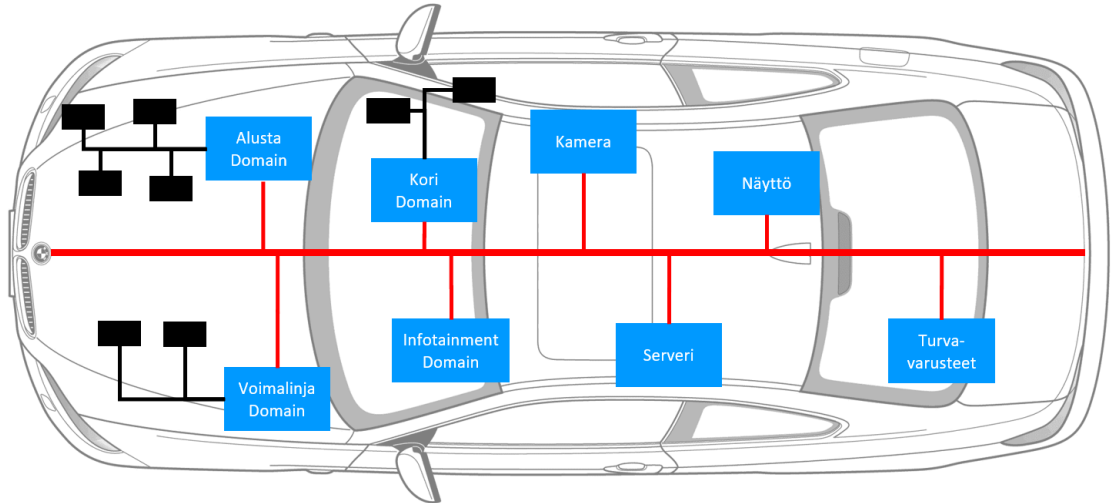 Alusta
Domain
Kori
Domain
Kamera
Näyttö
Voimalinja
Domain
Infotainment
Domain
Serveri
Turva-
varusteet